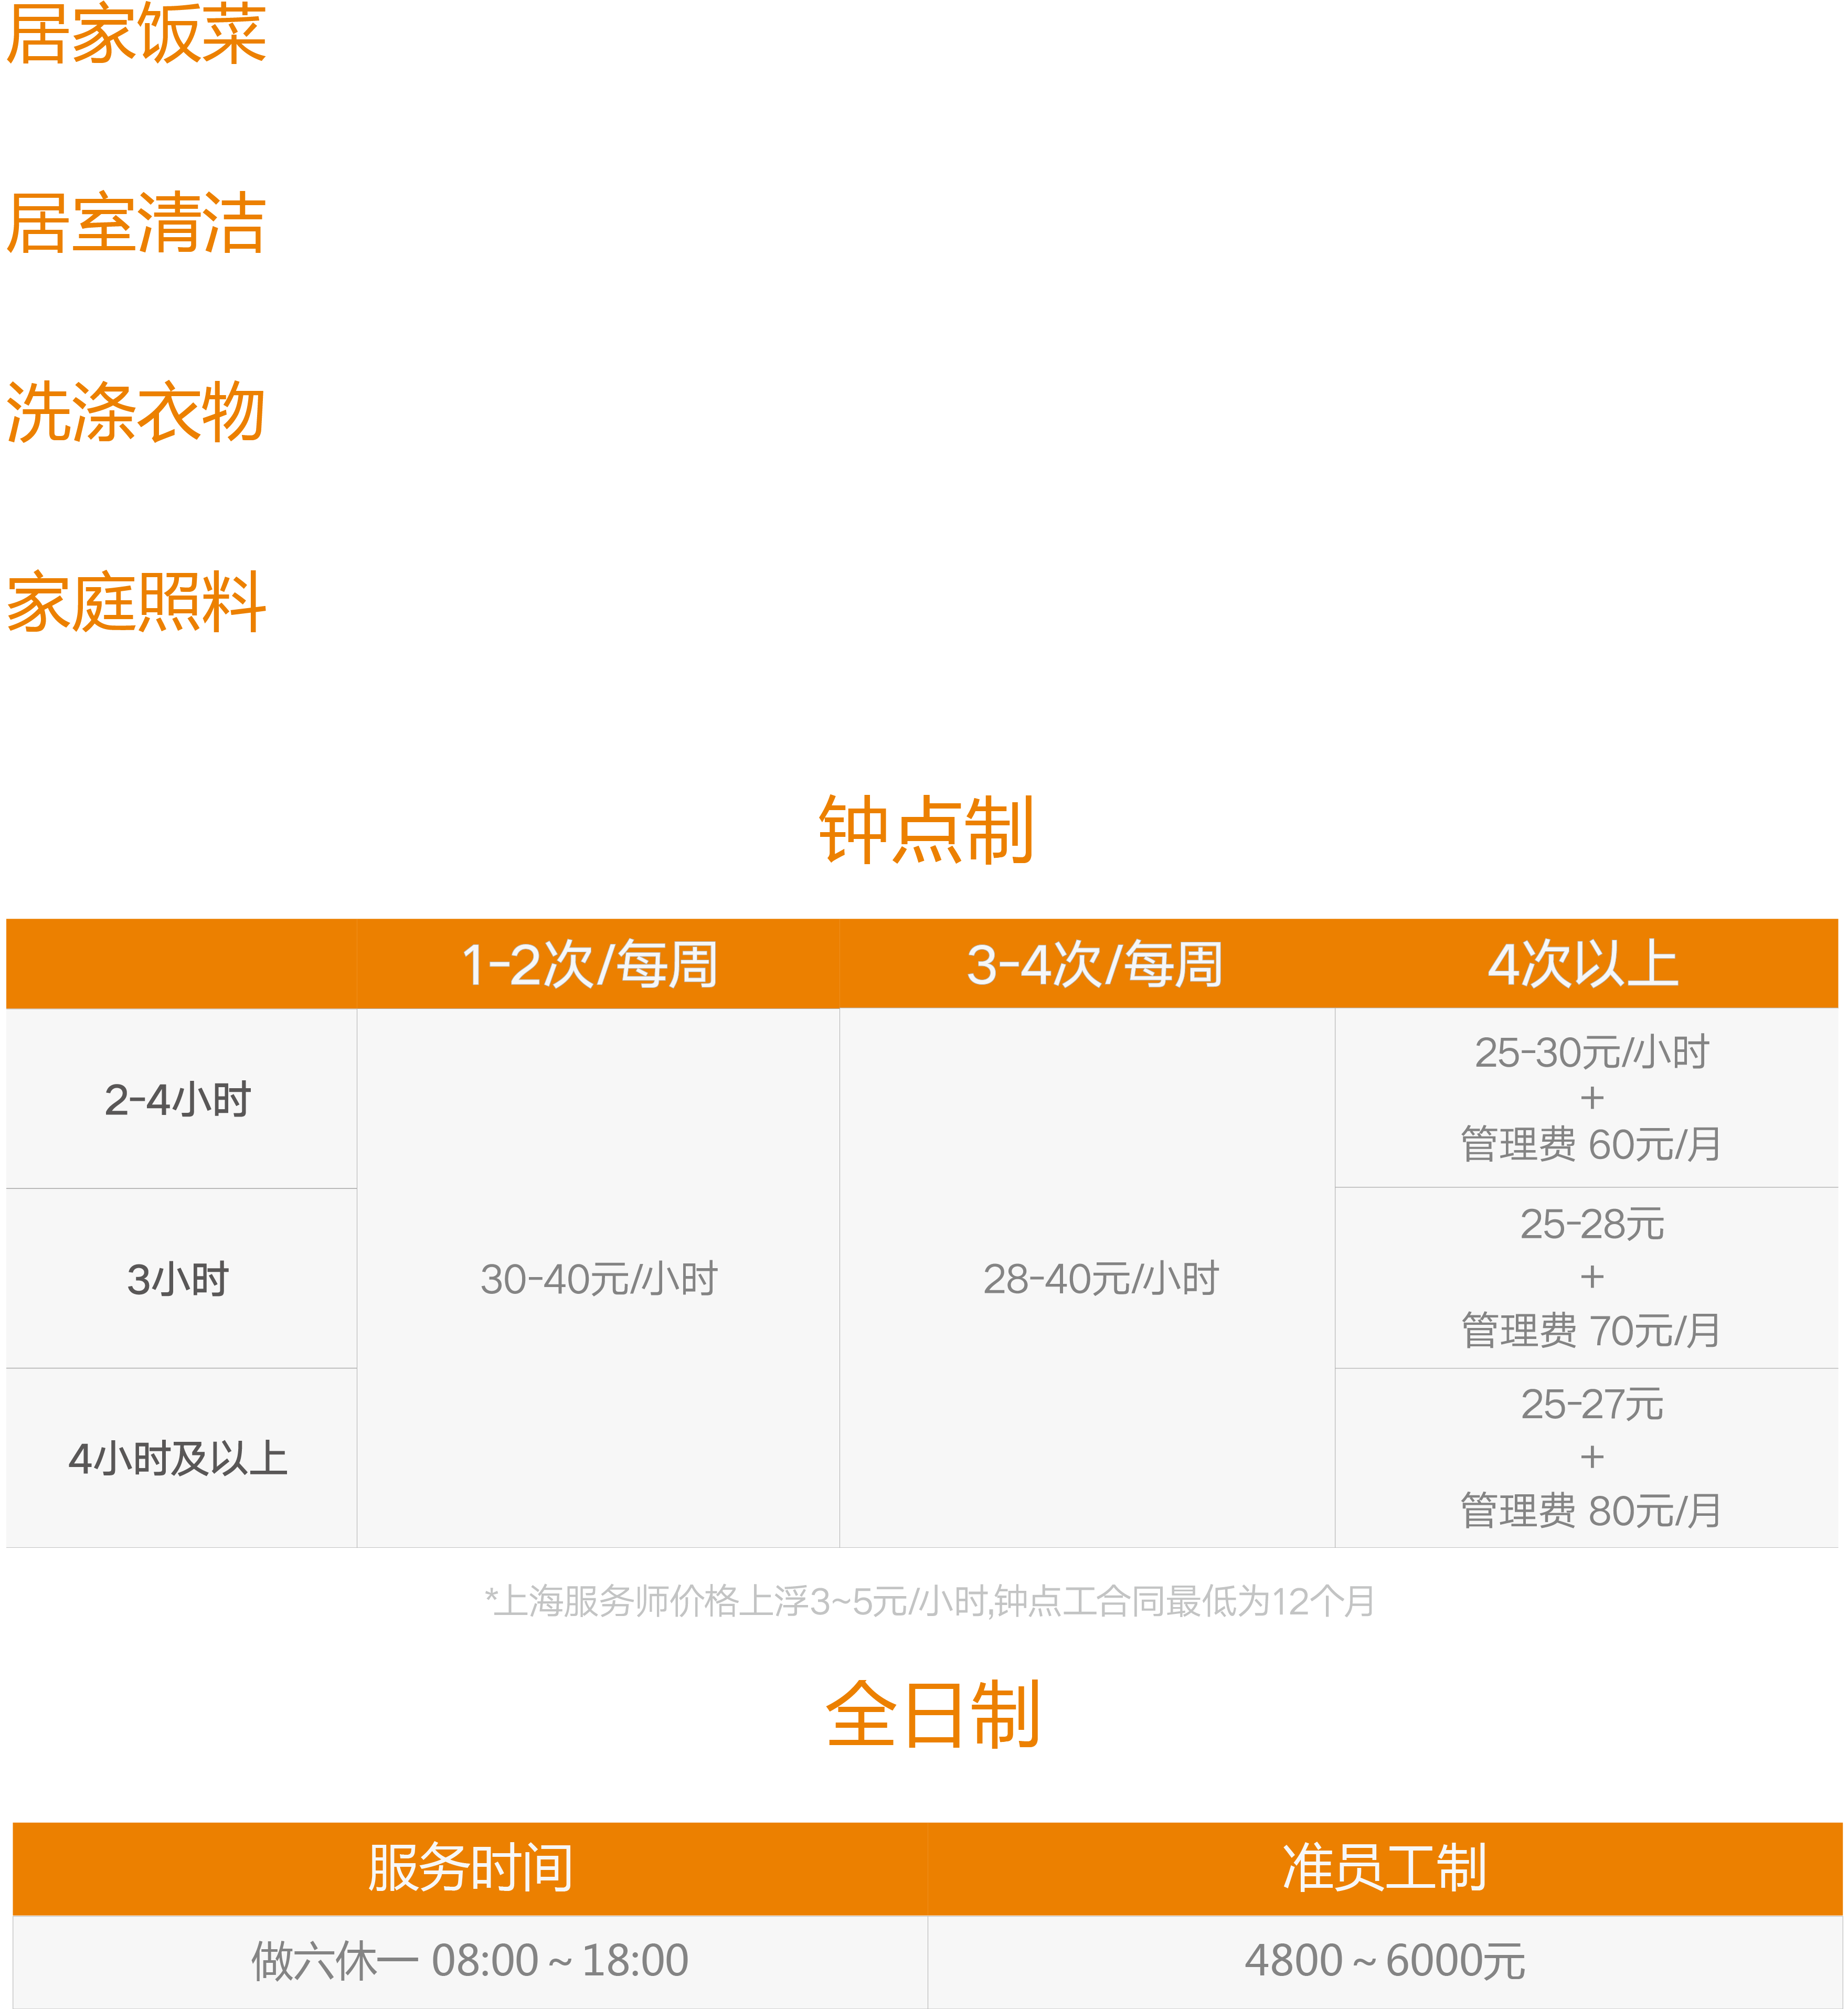 居家饭菜
居室清洁
洗涤衣物
家庭照料
钟点制
1-2次/每周 3-4次/每周 4次以上
2-4小时
25-30元/小时
+
管理费 60元/月
3小时
30-40元/小时
28-40元/小时
25-28元
+
管理费 70元/月
4小时及以上
25-27元
+
管理费 80元/月
*上海服务师价格上浮3~5元/小时,钟点工合同最低为12个月
全日制
服务时间 准员工制
做六休一 08:00 ~ 18:00 4800 ~ 6000元